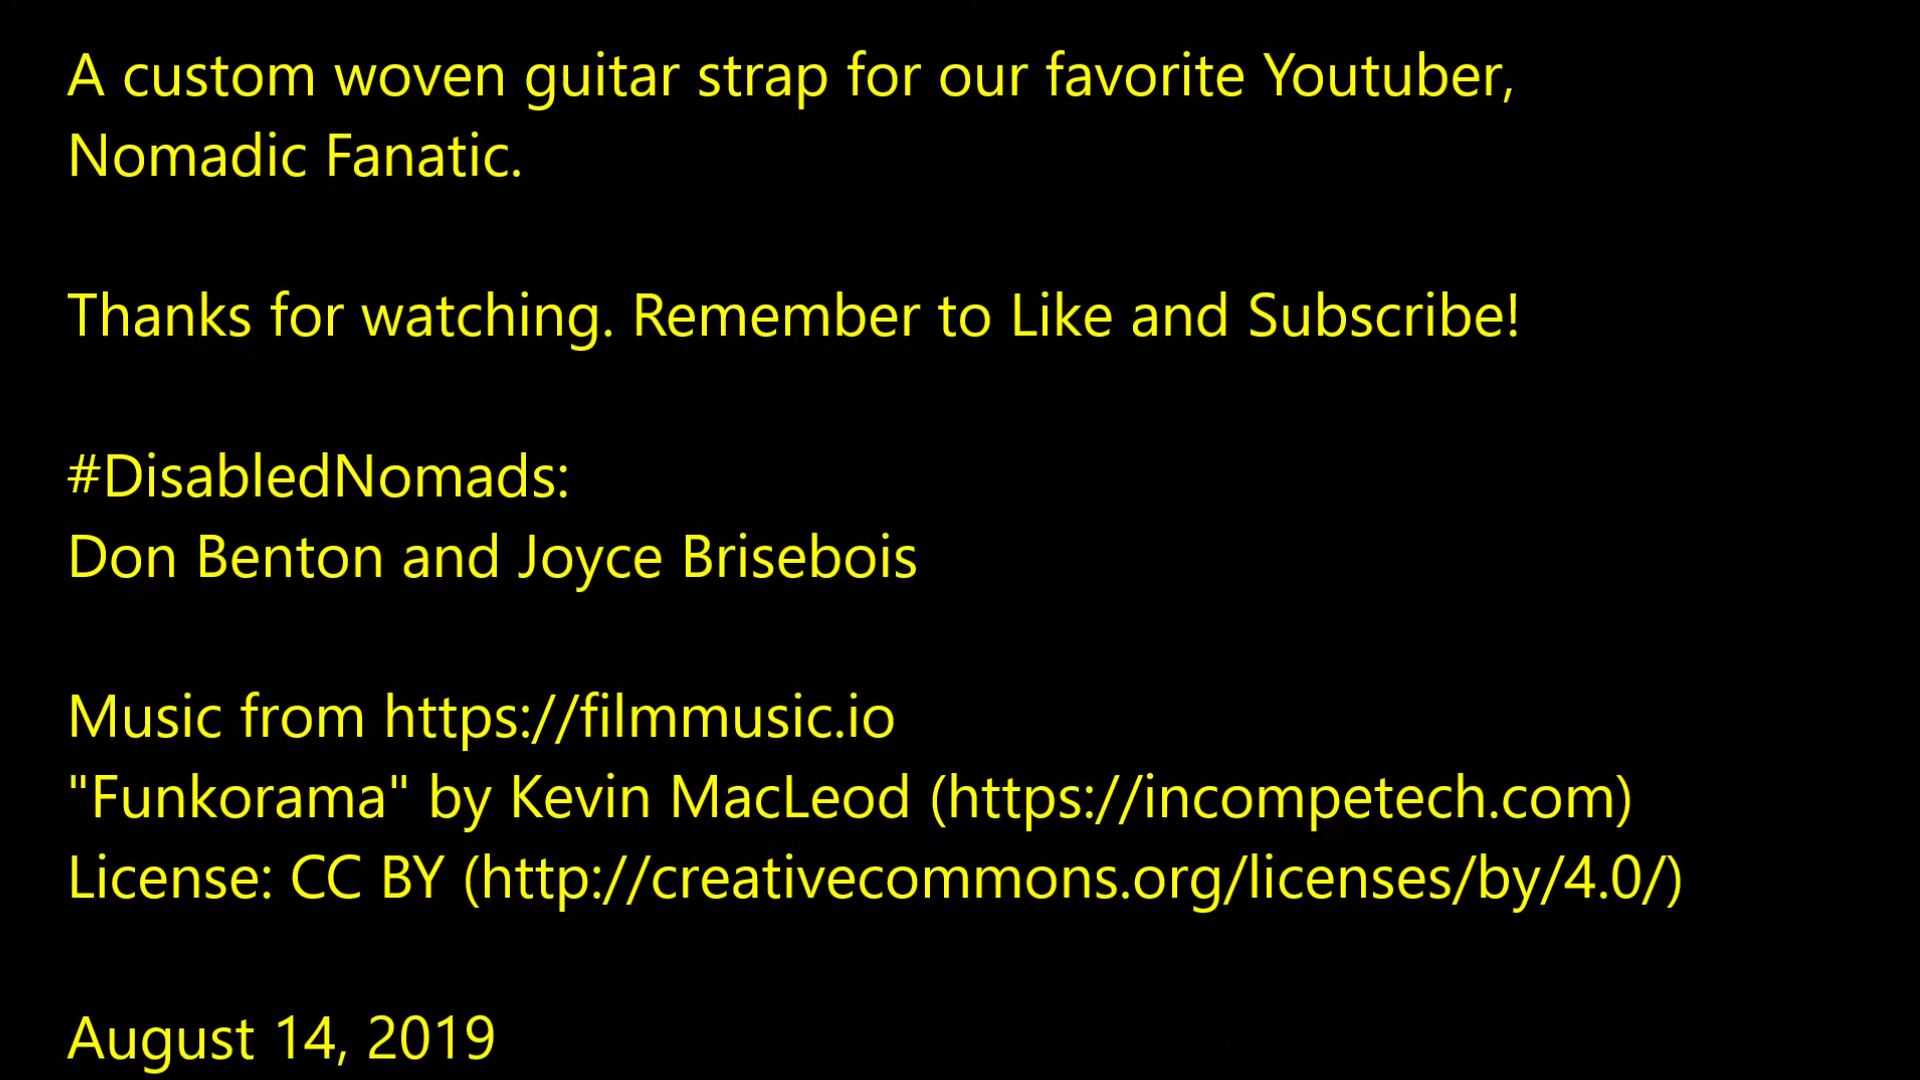 A custom woven guitar strap for our favorite Youtuber,
Nomadic Fanatic.
Thanks for watching. Remember to Like and Subscribe!
#DisabledNomads:
Don Benton and Joyce Brisebois
Music from https://filmmusic.io
"Funkorama" by Kevin MacLeod (https://incompetech.com)
License: CC BY (http://creativecommons.org/licenses/by/4.0/)
August 14, 2019